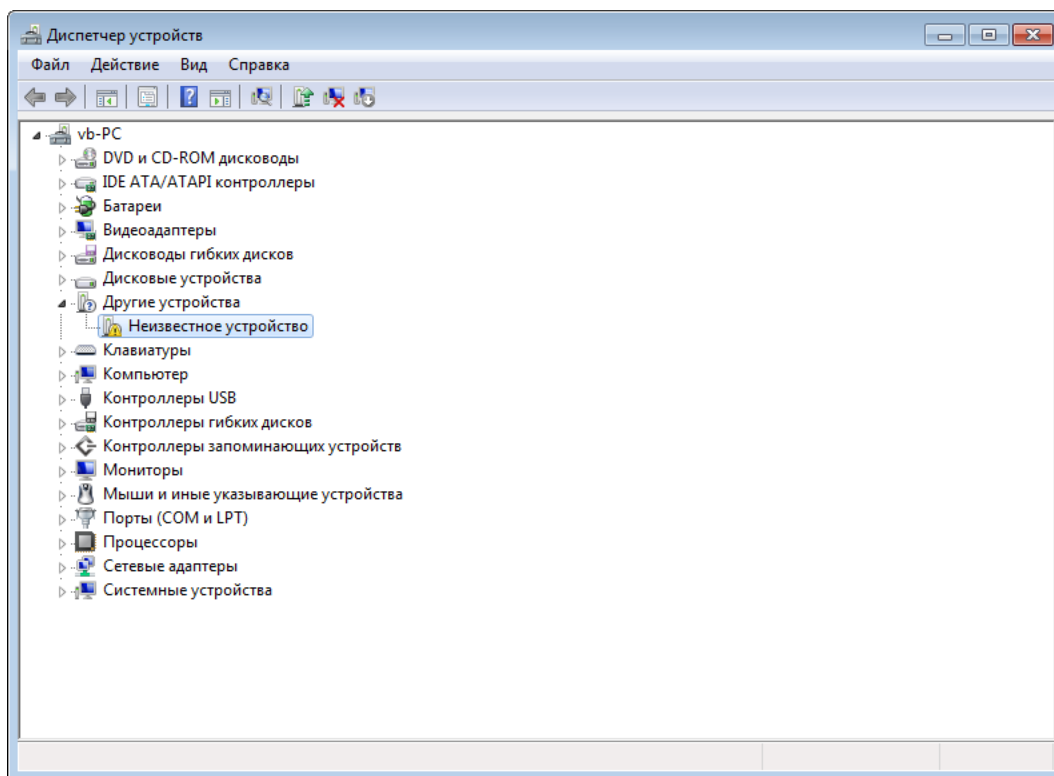 Диспетчер устройств
Файл Действие Вид Справка
vb-PC
DVD и CD-ROM дисководы
IDE ATA/ATAPI контроллеры
Батареи
Видеоадаптеры
Дисководы гибких дисков
Дисковые устройства
Другие устройства
Неизвестное устройство
Клавиатуры
Компьютер
Контроллеры USB
Контроллеры гибких дисков
Контроллеры запоминающих устройств
Мониторы
Мыши и иные указывающие устройства
Порты (COM и LPT)
Процессоры
Сетевые адаптеры
Системные устройства